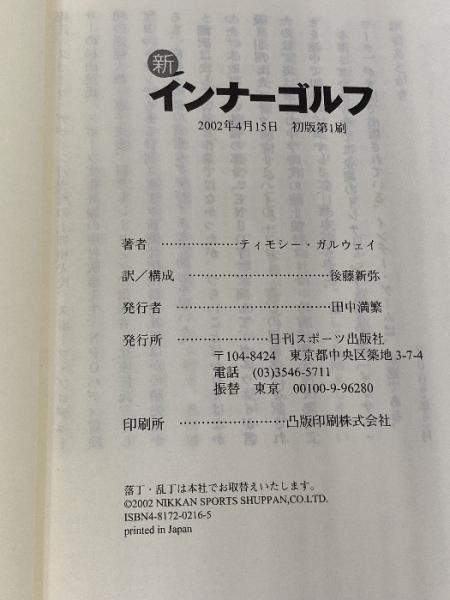 新
インナーゴルフ
2002年4月15日　初版第1刷
著者 ………………ティモシー・ガルウェイ
訳／構成 …………………………後藤新弥
発行者 ……………………………田中満繁
発行所 …………………日刊スポーツ出版社
〒104-8424　東京都中央区築地3-7-4
電話　(03)3546-5711
振替　東京　00100-9-96280
印刷所 ……………………凸版印刷株式会社
落丁・乱丁は本社でお取替えいたします。
©2002 NIKKAN SPORTS SHUPPAN,CO.LTD.
ISBN4-8172-0216-5
printed in Japan